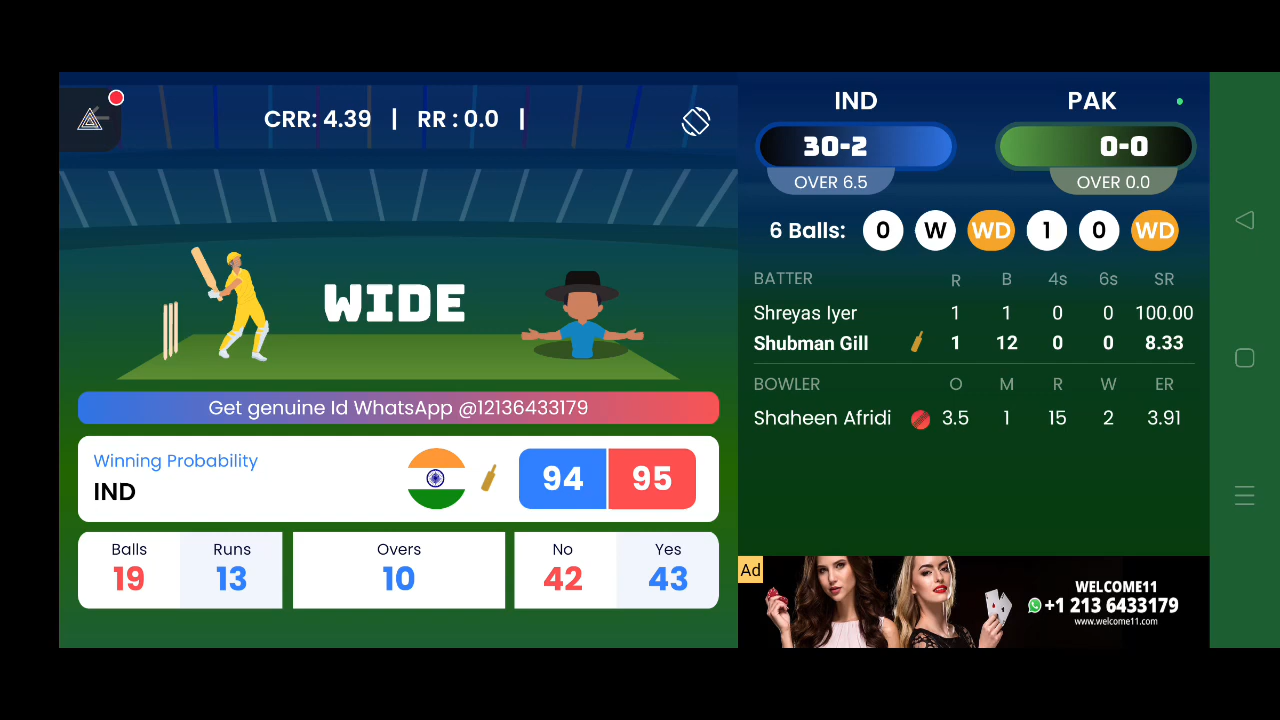 CRR: 4.39 | RR : 0.0 |
WIDE
Get genuine Id WhatsApp @12136433179
Winning Probability
IND
94 95
Balls Runs Overs No Yes
19 13 10 42 43
IND PAK
30-2 0-0
OVER 6.5 OVER 0.0
6 Balls: 0 W WD 1 0 WD
BATTER R B 4s 6s SR
Shreyas Iyer 1 1 0 0 100.00
Shubman Gill 1 12 0 0 8.33
BOWLER O M R W ER
Shaheen Afridi 3.5 1 15 2 3.91
Ad
WELCOME11
+1 213 6433179
www.welcome11.com